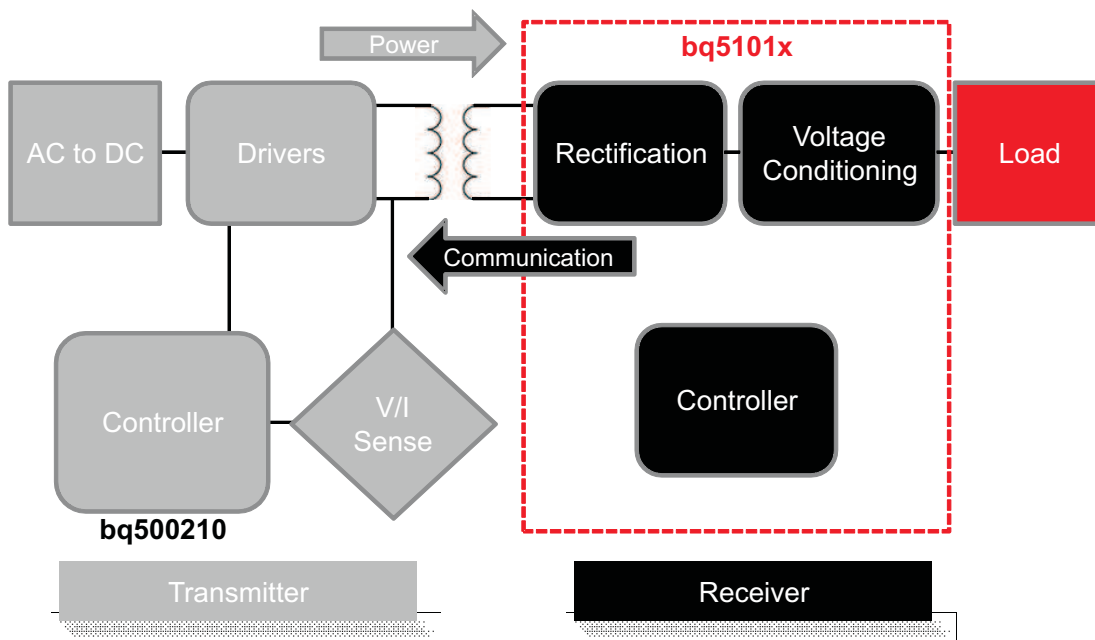 Power
bq5101x
AC to DC
Drivers
Rectification
Voltage
Conditioning
Load
Communication
Controller
V/I
Sense
Controller
bq500210
Transmitter
Receiver